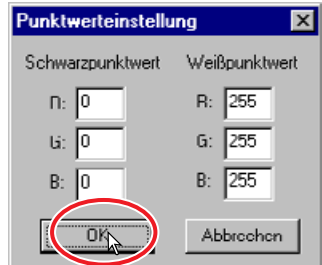 Punktwerteinstellung
Schwarzpunktwert Weißpunktwert
R: 0 R: 255
G: 0 G: 255
B: 0 B: 255
OK Abbrechen